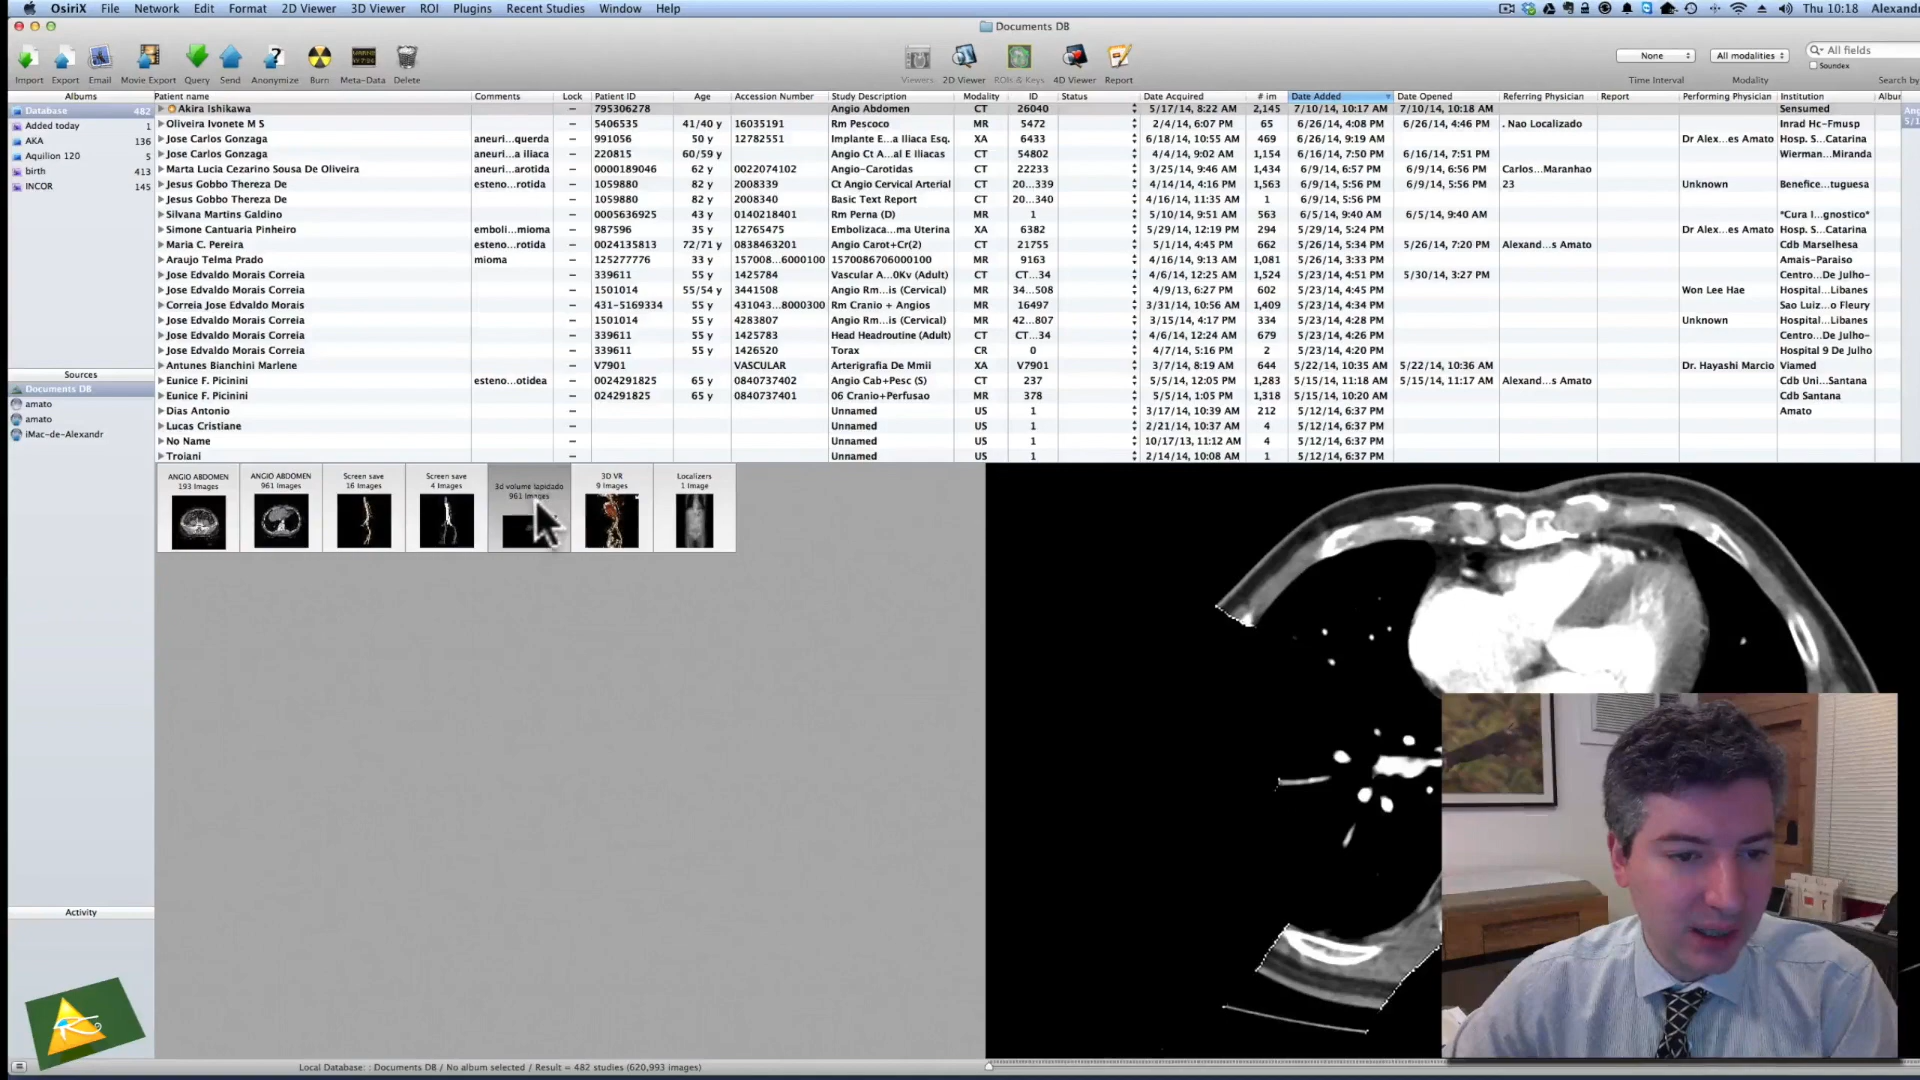 OsiriX File Network Edit Format 2D Viewer 3D Viewer ROI Plugins Recent Studies Window Help Thu 10:18 Alexandr
Documents DB
Import Export Email Movie Export Query Send Anonymize Burn Meta-Data Delete Viewers 2D Viewer ROIs & Keys 4D Viewer Report
None All modalities All fields
Soundex
Time Interval Modality Search by
Albums Patient name Comments Lock Patient ID Age Accession Number Study Description Modality ID Status Date Acquired # im Date Added Date Opened Referring Physician Report Performing Physician Institution Albu
Database 482 Akira Ishikawa – 795306278 Angio Abdomen CT 26040 5/17/14, 8:22 AM 2,145 7/10/14, 10:17 AM 7/10/14, 10:18 AM Sensumed
Added today 1 Oliveira Ivonete M S – 5406535 41/40 y 16035191 Rm Pescoco MR 5472 2/4/14, 6:07 PM 65 6/26/14, 4:08 PM 6/26/14, 4:46 PM . Nao Localizado Inrad Hc-Fmusp
AKA 136 Jose Carlos Gonzaga aneuri...querda – 991056 50 y 12782551 Implante E...a Iliaca Esq. XA 6433 6/18/14, 10:55 AM 469 6/26/14, 9:19 AM Dr Alex...es Amato Hosp. S...Catarina
Aquilion 120 5 Jose Carlos Gonzaga aneuri...a iliaca – 220815 60/59 y Angio Ct A...al E Iliacas CT 54802 4/4/14, 9:02 AM 1,154 6/16/14, 7:50 PM 6/16/14, 7:51 PM Wierman...Miranda
birth 413 Marta Lucia Cezarino Sousa De Oliveira aneuri...arotida – 0000189046 62 y 0022074102 Angio-Carotidas CT 22233 3/25/14, 9:46 AM 1,434 6/9/14, 6:57 PM 6/9/14, 6:56 PM Carlos...Maranhao
INCOR 145 Jesus Gobbo Thereza De esteno...rotida – 1059880 82 y 2008339 Ct Angio Cervical Arterial CT 20...339 4/14/14, 4:16 PM 1,563 6/9/14, 5:56 PM 6/9/14, 5:56 PM 23 Unknown Benefice...tuguesa
Jesus Gobbo Thereza De – 1059880 82 y 2008340 Basic Text Report CT 20...340 4/16/14, 11:35 AM 1 6/9/14, 5:56 PM
Silvana Martins Galdino – 0005636925 43 y 0140218401 Rm Perna (D) MR 1 5/10/14, 9:51 AM 563 6/5/14, 9:40 AM 6/5/14, 9:40 AM *Cura I...gnostico*
Simone Cantuaria Pinheiro emboli...mioma – 987596 35 y 12765475 Embolizaca...ma Uterina XA 6382 5/29/14, 12:19 PM 294 5/29/14, 5:24 PM Dr Alex...es Amato Hosp. S...Catarina
Maria C. Pereira esteno...rotida – 0024135813 72/71 y 0838463201 Angio Carot+Cr(2) CT 21755 5/1/14, 4:45 PM 662 5/26/14, 5:34 PM 5/26/14, 7:20 PM Alexand...s Amato Cdb Marselhesa
Araujo Telma Prado mioma – 125277776 33 y 157008...6000100 1570086706000100 MR 9163 4/16/14, 9:13 AM 1,081 5/26/14, 3:33 PM Amais-Paraiso
Jose Edvaldo Morais Correia – 339611 55 y 1425784 Vascular A...0Kv (Adult) CT CT...34 4/6/14, 12:25 AM 1,524 5/23/14, 4:51 PM 5/30/14, 3:27 PM Centro...De Julho-
Jose Edvaldo Morais Correia – 1501014 55/54 y 3441508 Angio Rm...is (Cervical) MR 34...508 4/9/13, 6:27 PM 602 5/23/14, 4:45 PM Won Lee Hae Hospital...Libanes
Correia Jose Edvaldo Morais – 431-5169334 55 y 431043...8000300 Rm Cranio + Angios MR 16497 3/31/14, 10:56 AM 1,409 5/23/14, 4:34 PM Sao Luiz...o Fleury
Jose Edvaldo Morais Correia – 1501014 55 y 4283807 Angio Rm...is (Cervical) MR 42...807 3/15/14, 4:17 PM 334 5/23/14, 4:28 PM Unknown Hospital...Libanes
Jose Edvaldo Morais Correia – 339611 55 y 1425783 Head Headroutine (Adult) CT CT...34 4/6/14, 12:24 AM 679 5/23/14, 4:26 PM Centro...De Julho-
Jose Edvaldo Morais Correia – 339611 55 y 1426520 Torax CR 0 4/7/14, 5:16 PM 2 5/23/14, 4:20 PM Hospital 9 De Julho
Antunes Bianchini Marlene – V7901 VASCULAR Arterigrafia De Mmii XA V7901 3/7/14, 8:19 AM 644 5/22/14, 10:35 AM 5/22/14, 10:36 AM Dr. Hayashi Marcio Viamed
Sources
Documents DB Eunice F. Picinini esteno...otidea – 0024291825 65 y 0840737402 Angio Cab+Pesc (S) CT 237 5/5/14, 12:05 PM 1,283 5/15/14, 11:18 AM 5/15/14, 11:17 AM Alexand...s Amato Cdb Uni...Santana
amato Eunice F. Picinini – 024291825 65 y 0840737401 06 Cranio+Perfusao MR 378 5/5/14, 1:05 PM 1,318 5/15/14, 10:20 AM Cdb Santana
amato Dias Antonio – Unnamed US 1 3/17/14, 10:39 AM 212 5/12/14, 6:37 PM Amato
iMac-de-Alexandr Lucas Cristiane – Unnamed US 1 2/21/14, 10:37 AM 4 5/12/14, 6:37 PM
No Name – Unnamed US 1 10/17/13, 11:12 AM 4 5/12/14, 6:37 PM
Troiani – Unnamed US 1 2/14/14, 10:08 AM 1 5/12/14, 6:37 PM
ANGIO ABDOMEN ANGIO ABDOMEN Screen save Screen save 3d volume lapidado 3D VR Localizers
193 Images 961 Images 16 Images 4 Images 961 Images 9 Images 1 Image
Activity
Local Database: : Documents DB / No album selected / Result = 482 studies (620,993 images)